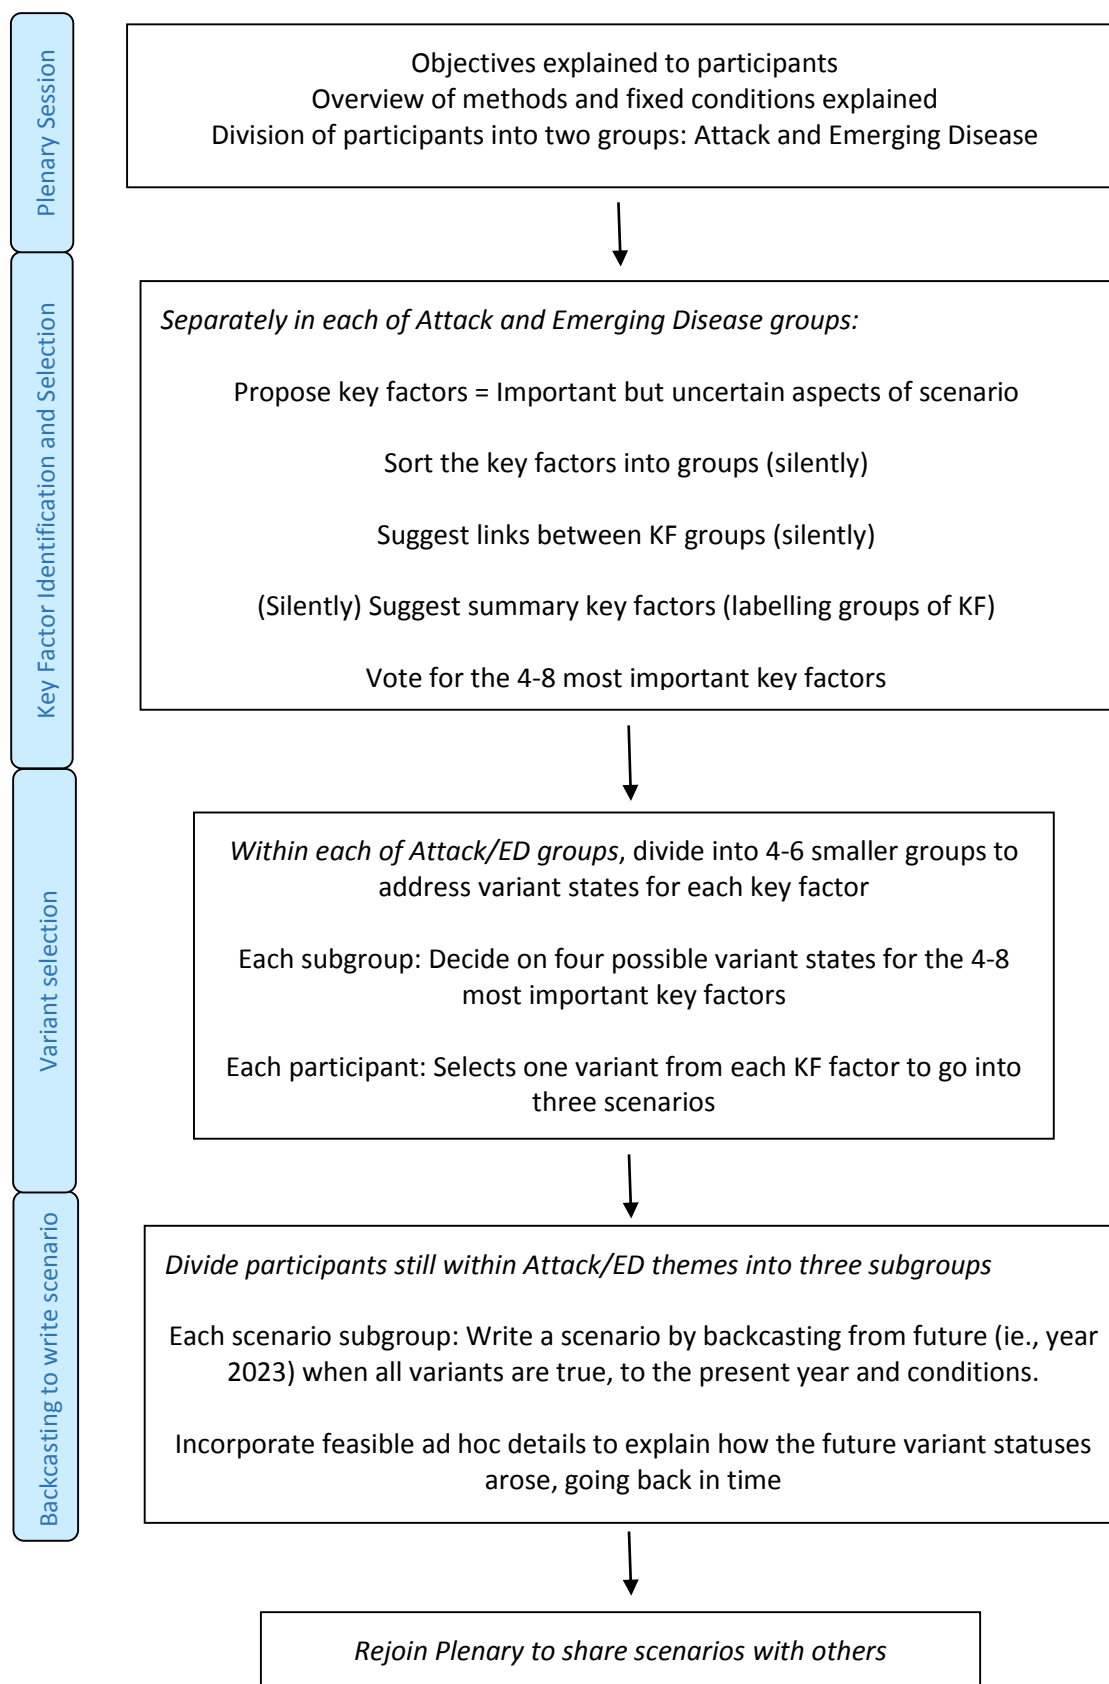 Plenary Session
Objectives explained to participants
Overview of methods and fixed conditions explained
Division of participants into two groups: Attack and Emerging Disease
Key Factor Identification and Selection
Separately in each of Attack and Emerging Disease groups:
Propose key factors = Important but uncertain aspects of scenario
Sort the key factors into groups (silently)
Suggest links between KF groups (silently)
(Silently) Suggest summary key factors (labelling groups of KF)
Vote for the 4-8 most important key factors
Variant selection
Within each of Attack/ED groups, divide into 4-6 smaller groups to
address variant states for each key factor
Each subgroup: Decide on four possible variant states for the 4-8
most important key factors
Each participant: Selects one variant from each KF factor to go into
three scenarios
Backcasting to write scenario
Divide participants still within Attack/ED themes into three subgroups
Each scenario subgroup: Write a scenario by backcasting from future (ie., year
2023) when all variants are true, to the present year and conditions.
Incorporate feasible ad hoc details to explain how the future variant statuses
arose, going back in time
Rejoin Plenary to share scenarios with others